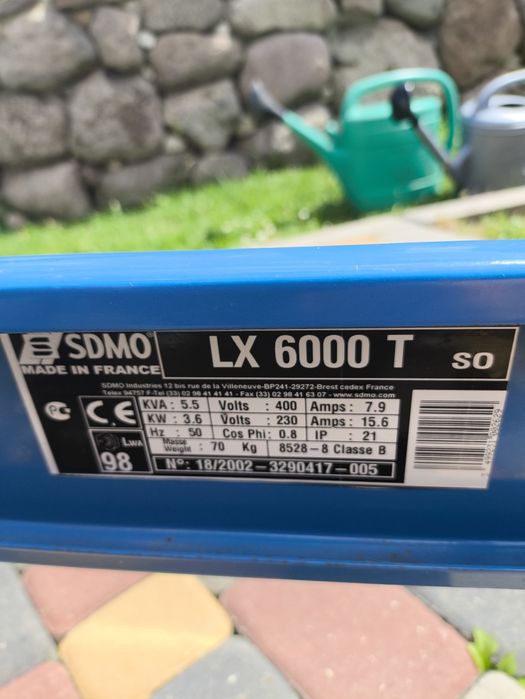 SDMO
MADE IN FRANCE
LX 6000 T SO
SDMO Industries 12 bis rue de la Villeneuve-BP241-29272-Brest cedex France
Telex 94757 F-Tel (33) 02 98 41 41 41 - Fax (33) 02 98 41 63 07 - www.sdmo.com
CE
KVA : 5.5 Volts : 400 Amps : 7.9
KW : 3.6 Volts : 230 Amps : 15.6
Hz : 50 Cos Phi : 0.8 IP : 21
LWA
98
Masse
Weight : 70 Kg 8528-8 Classe B
N° : 18/2002-3290417-005